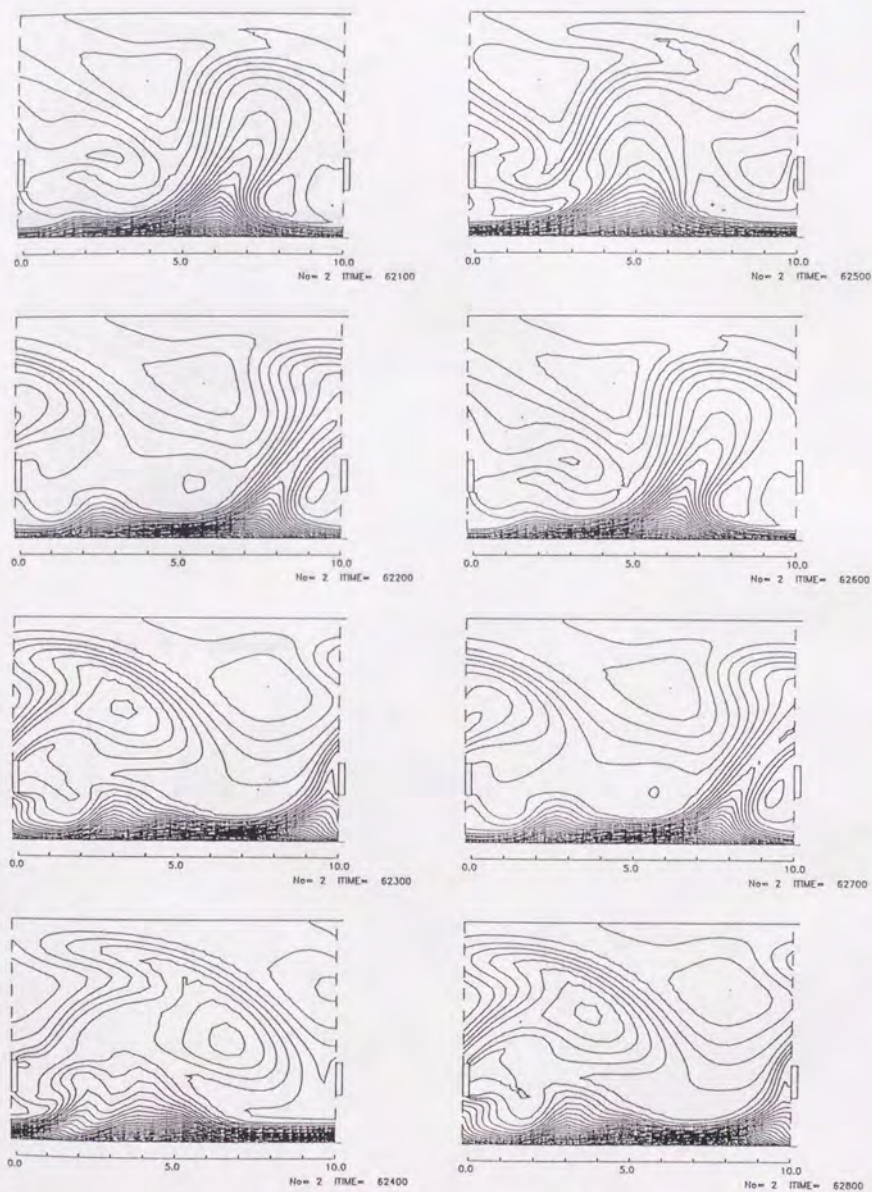 0.0 5.0 10.0
No= 2 ITIME= 62100
0.0 5.0 10.0
No= 2 ITIME= 62200
0.0 5.0 10.0
No= 2 ITIME= 62300
0.0 5.0 10.0
No= 2 ITIME= 62400
0.0 5.0 10.0
No= 2 ITIME= 62500
0.0 5.0 10.0
No= 2 ITIME= 62600
0.0 5.0 10.0
No= 2 ITIME= 62700
0.0 5.0 10.0
No= 2 ITIME= 62800